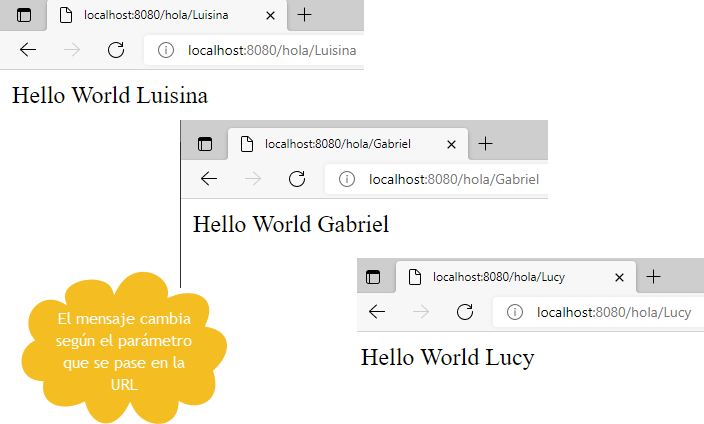 localhost:8080/hola/Luisina
localhost:8080/hola/Luisina
Hello World Luisina
localhost:8080/hola/Gabriel
localhost:8080/hola/Gabriel
Hello World Gabriel
localhost:8080/hola/Lucy
localhost:8080/hola/Lucy
Hello World Lucy
El mensaje cambia
según el parámetro
que se pase en la
URL